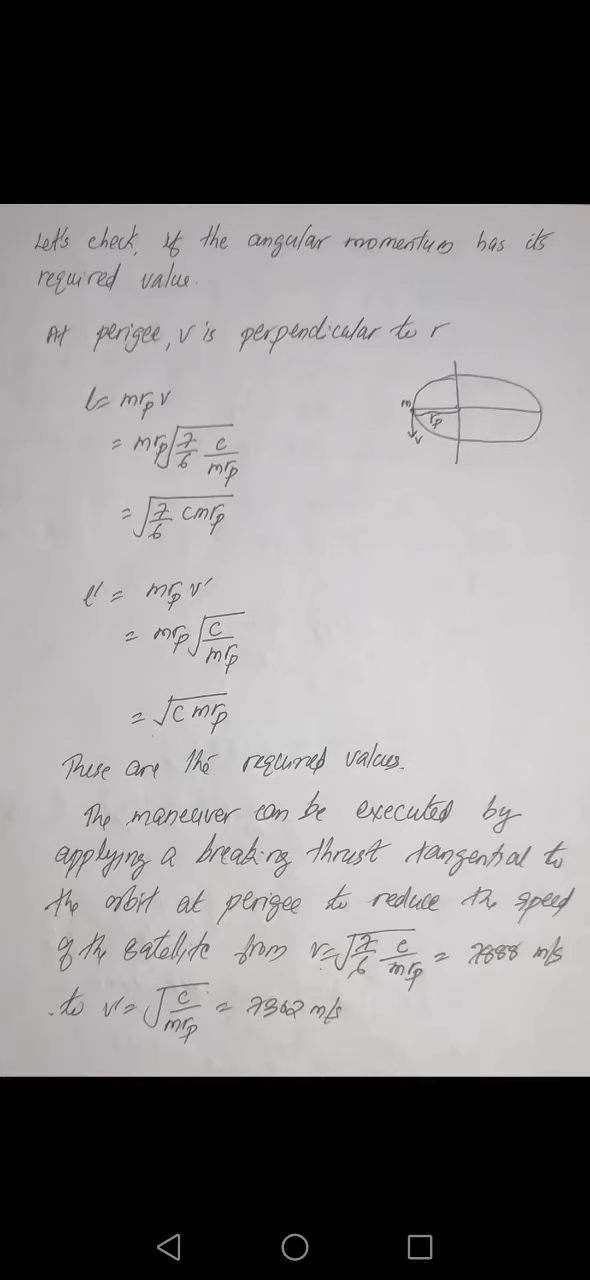 Let's check, if the angular momentum has its
required value.
At perigee, v is perpendicular to r
l = mr_p v
= mr_p √(7/6 c/mr_p)
= √(7/6 cmr_p)
m
r_p
v
l' = mr_p v'
= mr_p √(c/mr_p)
= √(c mr_p)
These are the required values.
The maneuver can be executed by
applying a breaking thrust tangential to
the orbit at perigee to reduce the speed
of the satellite from v = √(7/6 c/mr_p) = 7888 m/s
to v' = √(c/mr_p) = 7302 m/s